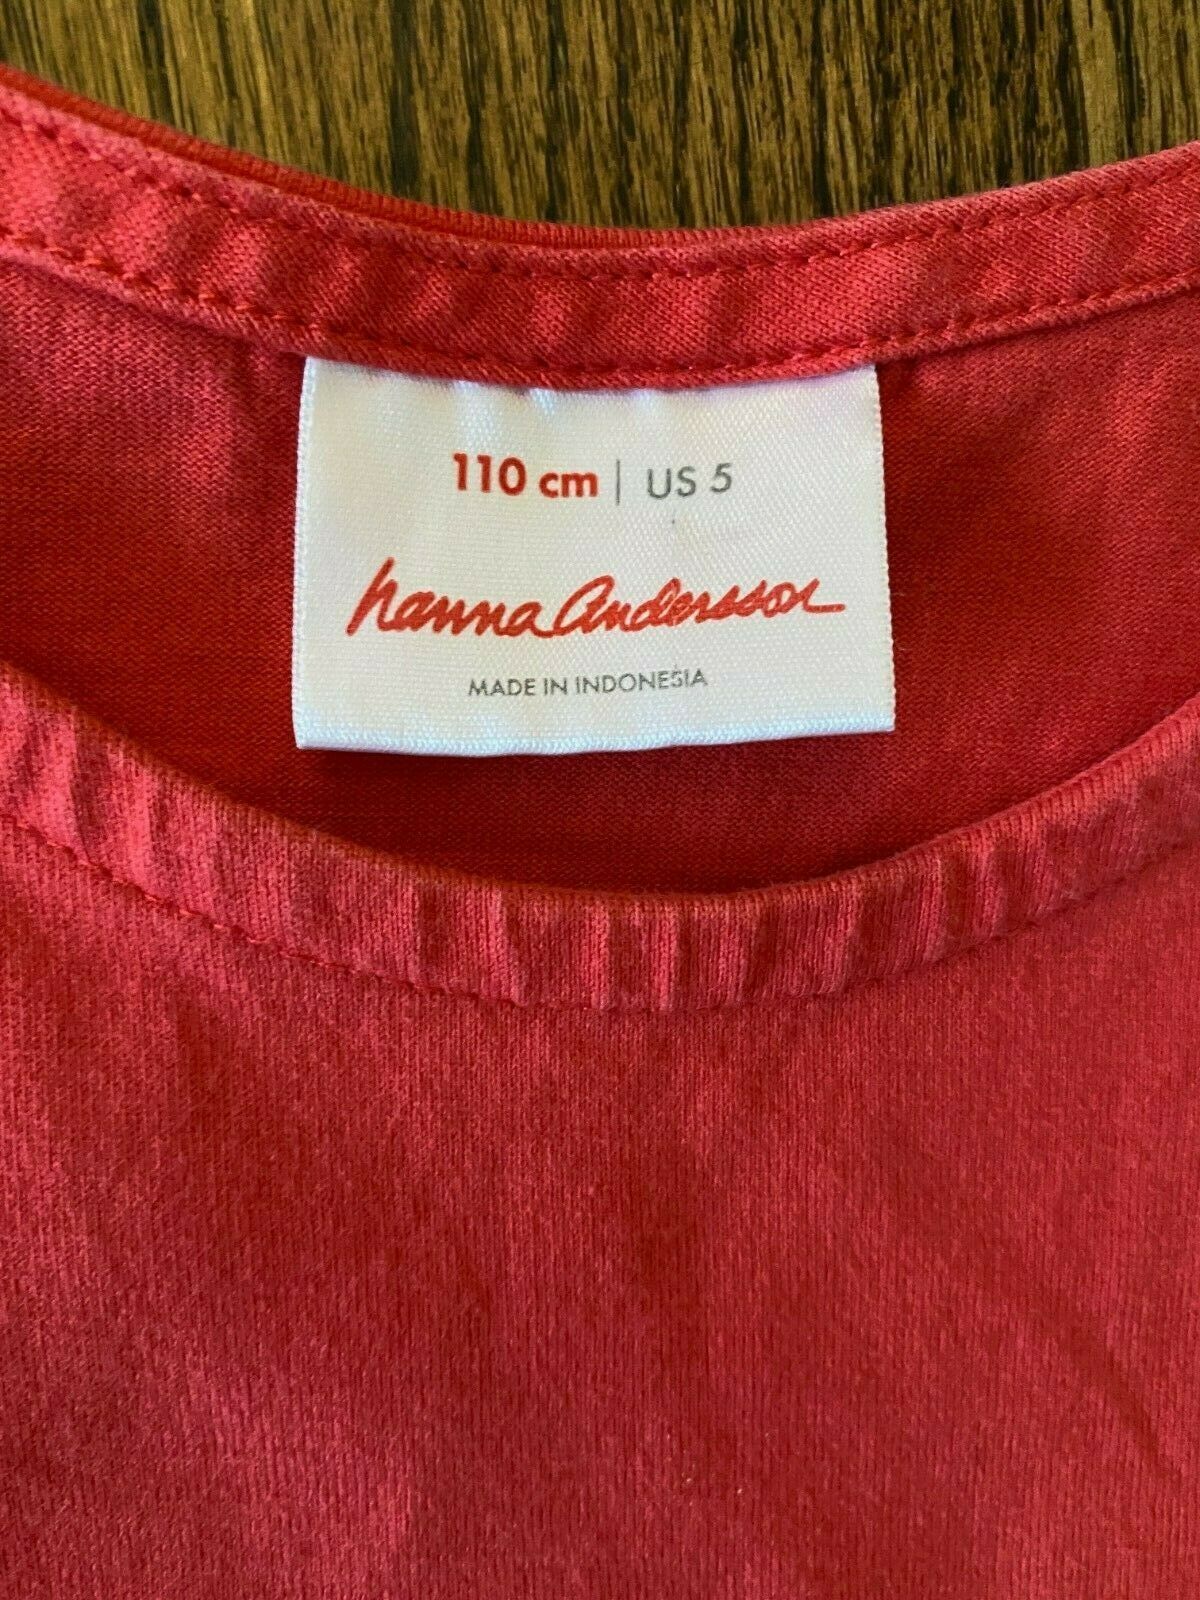 110 cm | US 5
hanna Andersson
MADE IN INDONESIA